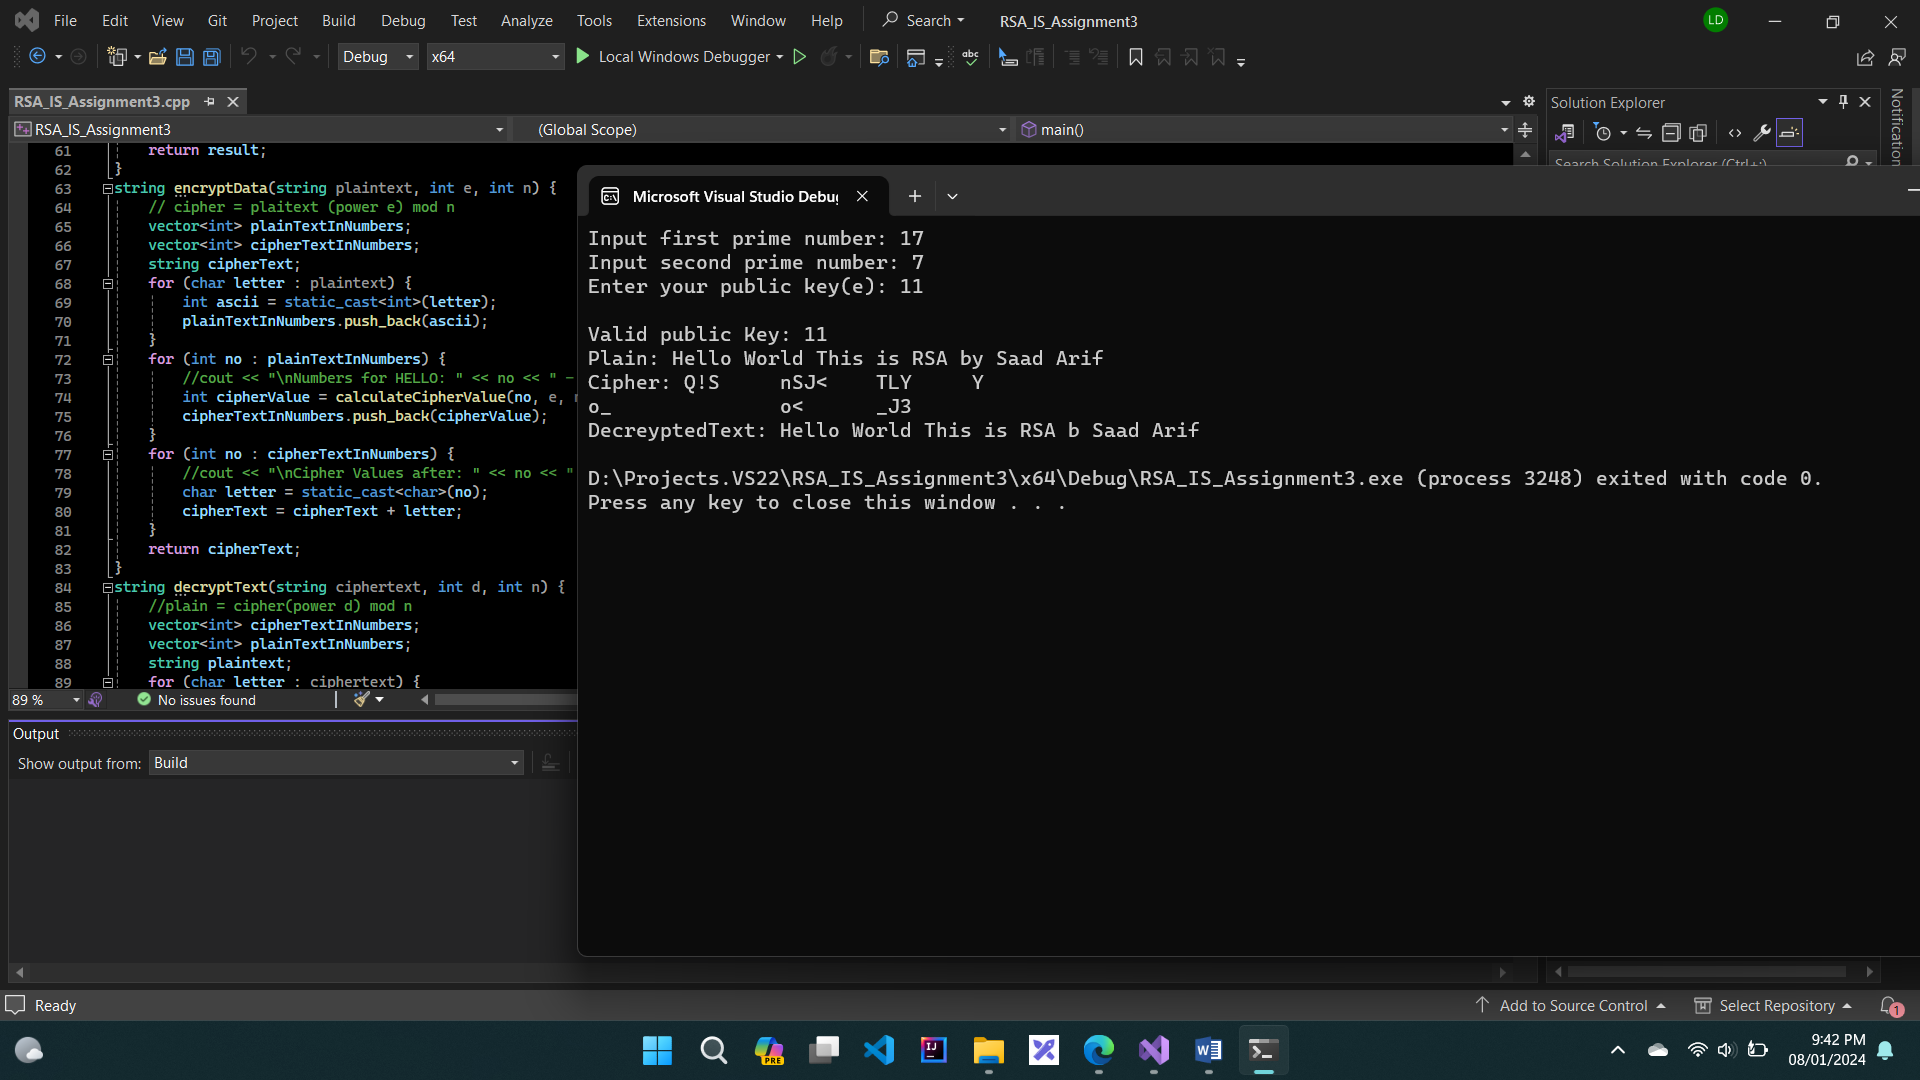 File Edit View Git Project Build Debug Test Analyze Tools Extensions Window Help Search RSA_IS_Assignment3 LD
Debug x64 Local Windows Debugger
RSA_IS_Assignment3.cpp
RSA_IS_Assignment3 (Global Scope) main()
61 return result;
62 }
63 string encryptData(string plaintext, int e, int n) {
64 // cipher = plaitext (power e) mod n
65 vector<int> plainTextInNumbers;
66 vector<int> cipherTextInNumbers;
67 string cipherText;
68 for (char letter : plaintext) {
69 int ascii = static_cast<int>(letter);
70 plainTextInNumbers.push_back(ascii);
71 }
72 for (int no : plainTextInNumbers) {
73 //cout << "\nNumbers for HELLO: " << no << " -
74 int cipherValue = calculateCipherValue(no, e,
75 cipherTextInNumbers.push_back(cipherValue);
76 }
77 for (int no : cipherTextInNumbers) {
78 //cout << "\nCipher Values after: " << no << "
79 char letter = static_cast<char>(no);
80 cipherText = cipherText + letter;
81 }
82 return cipherText;
83 }
84 string decryptText(string ciphertext, int d, int n) {
85 //plain = cipher(power d) mod n
86 vector<int> cipherTextInNumbers;
87 vector<int> plainTextInNumbers;
88 string plaintext;
89 for (char letter : ciphertext) {
89 % No issues found
Output
Show output from: Build
Microsoft Visual Studio Debug
Input first prime number: 17
Input second prime number: 7
Enter your public key(e): 11
Valid public Key: 11
Plain: Hello World This is RSA by Saad Arif
Cipher: Q!S nSJ< TLY Y
o_ o< _J3
DecreyptedText: Hello World This is RSA b Saad Arif
D:\Projects.VS22\RSA_IS_Assignment3\x64\Debug\RSA_IS_Assignment3.exe (process 3248) exited with code 0.
Press any key to close this window . . .
Solution Explorer
Search Solution Explorer (Ctrl+;)
Notification
Ready Add to Source Control Select Repository 1
PRE
9:42 PM
08/01/2024